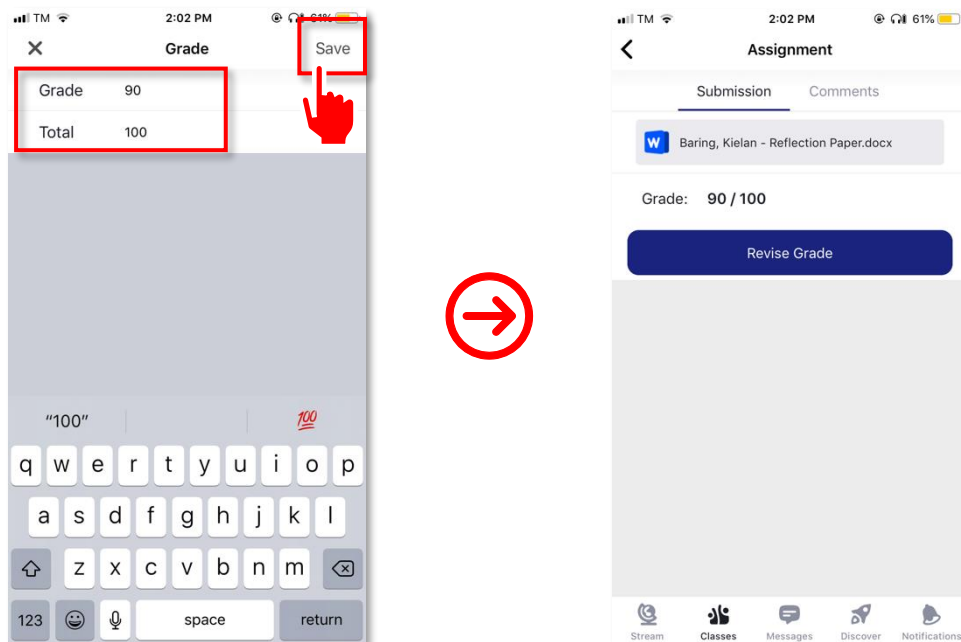 TM 2:02 PM 61%
Grade Save
Grade 90
Total 100
"100" 💯
q w e r t y u i o p
a s d f g h j k l
z x c v b n m
123 space return
TM 2:02 PM 61%
Assignment
Submission Comments
W Baring, Kielan - Reflection Paper.docx
Grade: 90 / 100
Revise Grade
Stream Classes Messages Discover Notifications